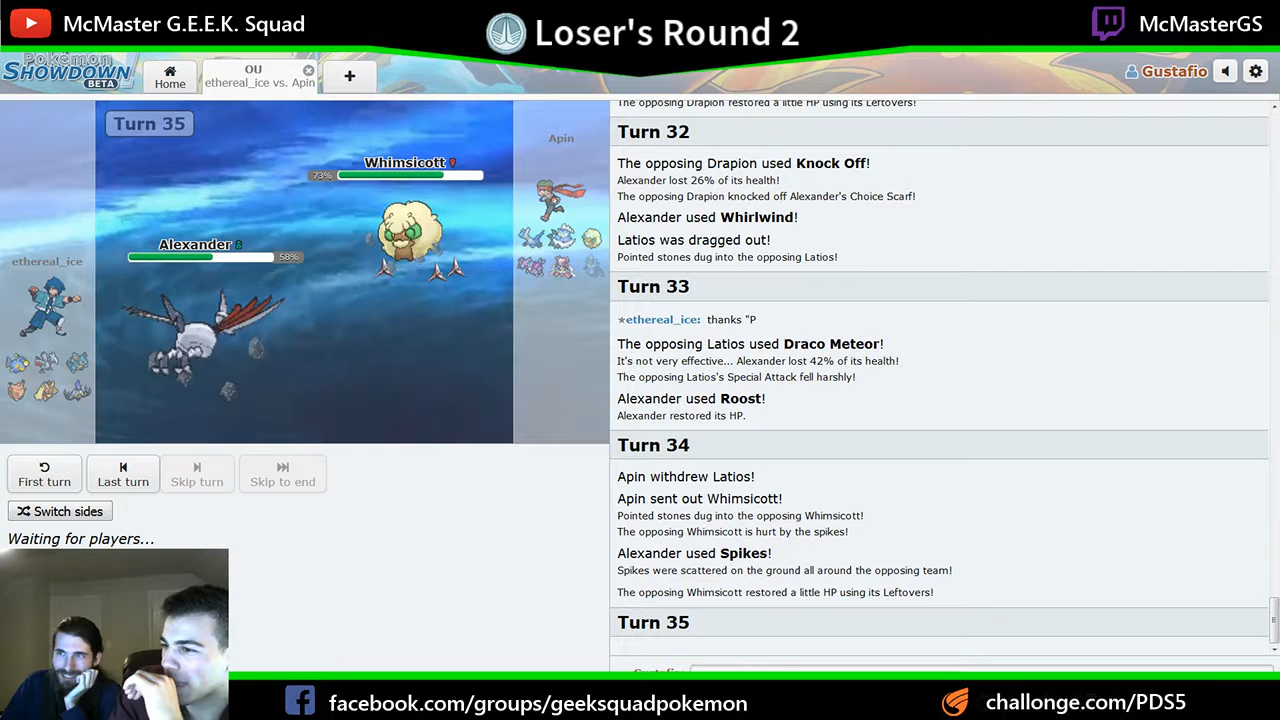 McMaster G.E.E.K. Squad
Loser's Round 2
McMasterGS
Pokémon
SHOWDOWN
BETA
Home
OU
ethereal_ice vs. Apin
+
Gustafio
Turn 35
Whimsicott
73%
Alexander
58%
ethereal_ice
Apin
First turn
Last turn
Skip turn
Skip to end
Switch sides
Waiting for players...
The opposing Drapion restored a little HP using its Leftovers!
Turn 32
The opposing Drapion used Knock Off!
Alexander lost 26% of its health!
The opposing Drapion knocked off Alexander's Choice Scarf!
Alexander used Whirlwind!
Latios was dragged out!
Pointed stones dug into the opposing Latios!
Turn 33
★ethereal_ice: thanks "P
The opposing Latios used Draco Meteor!
It's not very effective... Alexander lost 42% of its health!
The opposing Latios's Special Attack fell harshly!
Alexander used Roost!
Alexander restored its HP.
Turn 34
Apin withdrew Latios!
Apin sent out Whimsicott!
Pointed stones dug into the opposing Whimsicott!
The opposing Whimsicott is hurt by the spikes!
Alexander used Spikes!
Spikes were scattered on the ground all around the opposing team!
The opposing Whimsicott restored a little HP using its Leftovers!
Turn 35
facebook.com/groups/geeksquadpokemon
challonge.com/PDS5